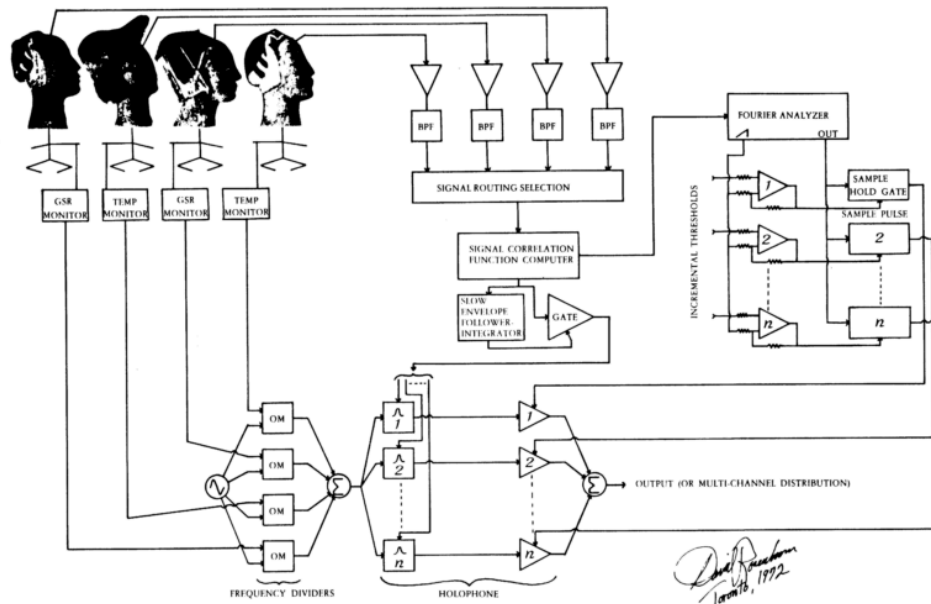 BPF
BPF
BPF
BPF
FOURIER ANALYZER
OUT
SIGNAL ROUTING SELECTION
GSR MONITOR
TEMP MONITOR
GSR MONITOR
TEMP MONITOR
INCREMENTAL THRESHOLDS
1
2
n
SAMPLE
HOLD GATE
SAMPLE PULSE
2
n
SIGNAL CORRELATION
FUNCTION COMPUTER
SLOW
ENVELOPE
FOLLOWER-
INTEGRATOR
GATE
OM
OM
OM
OM
Σ
1
2
n
1
2
n
Σ
OUTPUT (OR MULTI-CHANNEL DISTRIBUTION)
FREQUENCY DIVIDERS
HOLOPHONE
David Rosenboom
Toronto, 1972